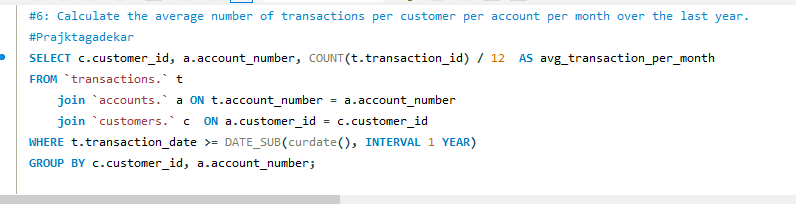 #6: Calculate the average number of transactions per customer per account per month over the last year.
#Prajktagadekar
SELECT c.customer_id, a.account_number, COUNT(t.transaction_id) / 12  AS avg_transaction_per_month
FROM `transactions.` t
    join `accounts.` a ON t.account_number = a.account_number
    join `customers.` c  ON a.customer_id = c.customer_id
WHERE t.transaction_date >= DATE_SUB(curdate(), INTERVAL 1 YEAR)
GROUP BY c.customer_id, a.account_number;